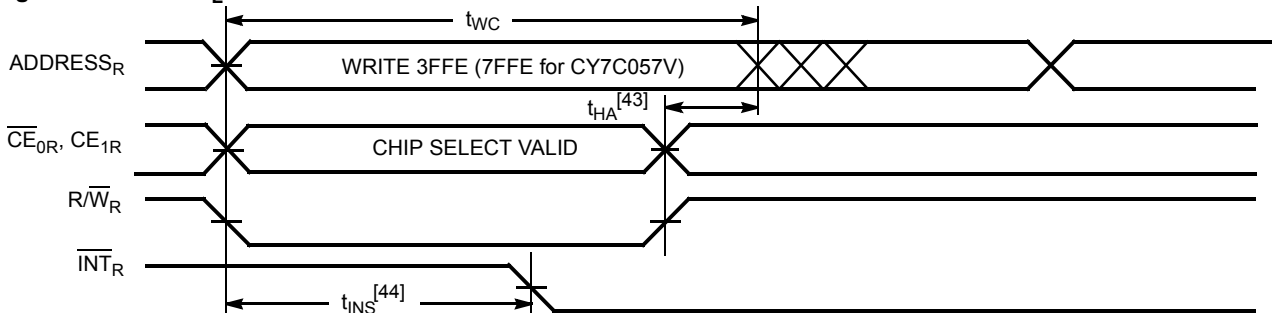 tWC
ADDRESSR
WRITE 3FFE (7FFE for CY7C057V)
tHA[43]
CE0R, CE1R
CHIP SELECT VALID
R/WR
INTR
tINS[44]